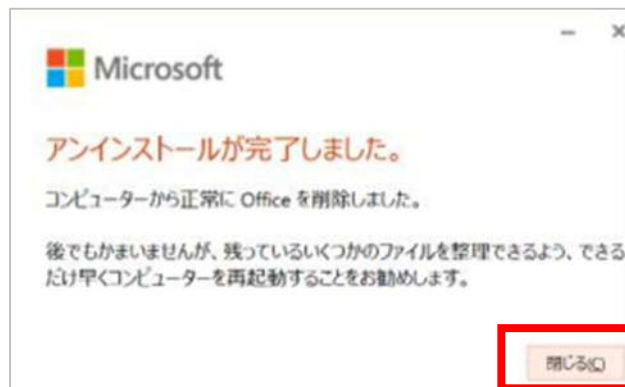 Microsoft
アンインストールが完了しました。
コンピューターから正常に Office を削除しました。
後でもかまいませんが、残っているいくつかのファイルを整理できるよう、できる
だけ早くコンピューターを再起動することをお勧めします。
閉じる(C)